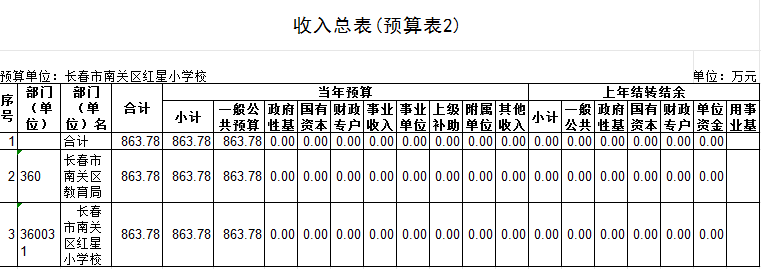 收入总表(预算表2)
预算单位：长春市南关区红星小学校 单位：万元
序号 部门（单位） 部门（单位）名 合计 当年预算 上年结转结余 用事业基
小计 一般公共预算 政府性基 国有资本 财政专户 事业收入 事业单位 上级补助 附属单位 其他收入 小计 一般公共 政府性基 国有资本 财政专户 单位资金
1 合计 863.78 863.78 863.78 0.00 0.00 0.00 0.00 0.00 0.00 0.00 0.00 0.00 0.00 0.00 0.00 0.00 0.00
2 360 长春市南关区教育局 863.78 863.78 863.78 0.00 0.00 0.00 0.00 0.00 0.00 0.00 0.00 0.00 0.00 0.00 0.00 0.00 0.00
3 360031 长春市南关区红星小学校 863.78 863.78 863.78 0.00 0.00 0.00 0.00 0.00 0.00 0.00 0.00 0.00 0.00 0.00 0.00 0.00 0.00